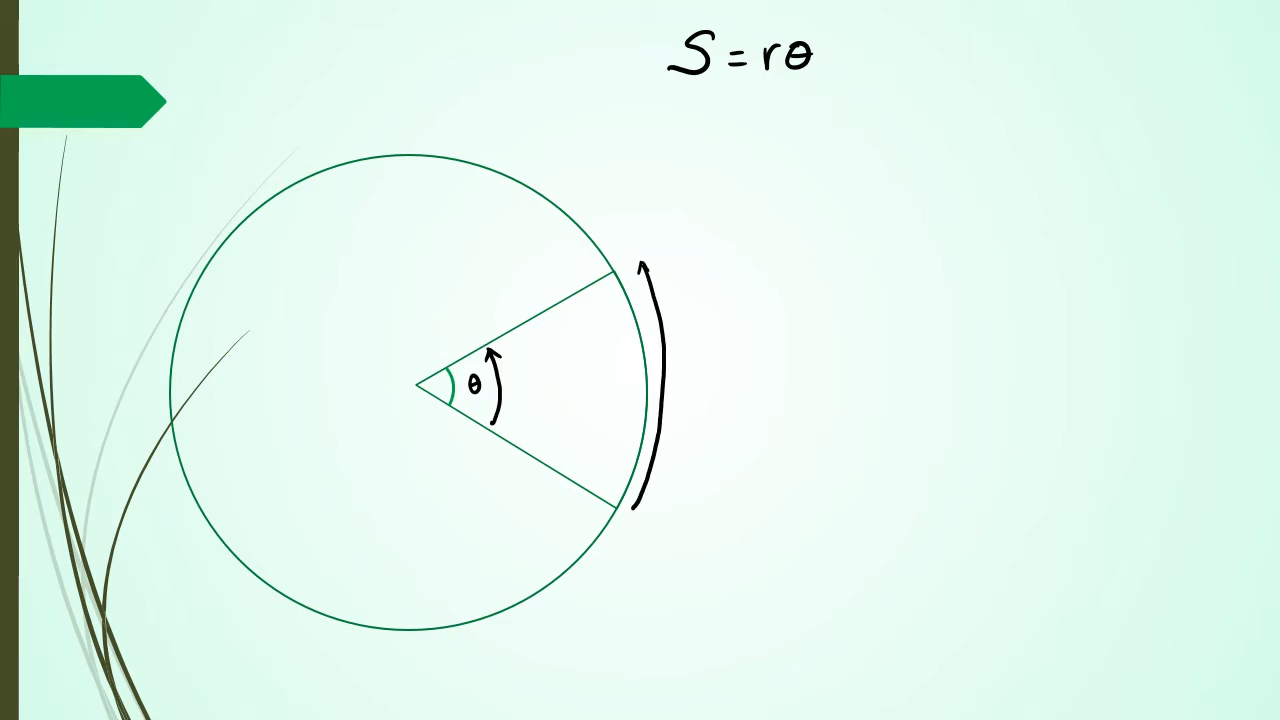 S = rθ
θ